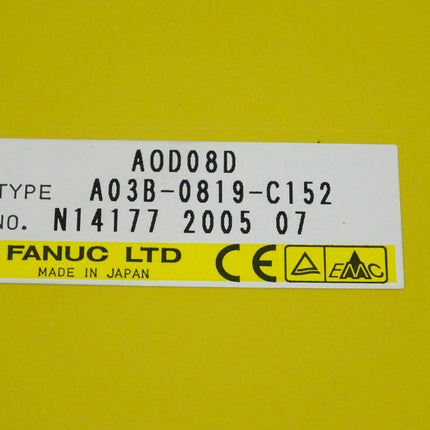 AOD08D
TYPE A03B-0819-C152
NO. N14177 2005 07
FANUC LTD
MADE IN JAPAN
CE
EMC